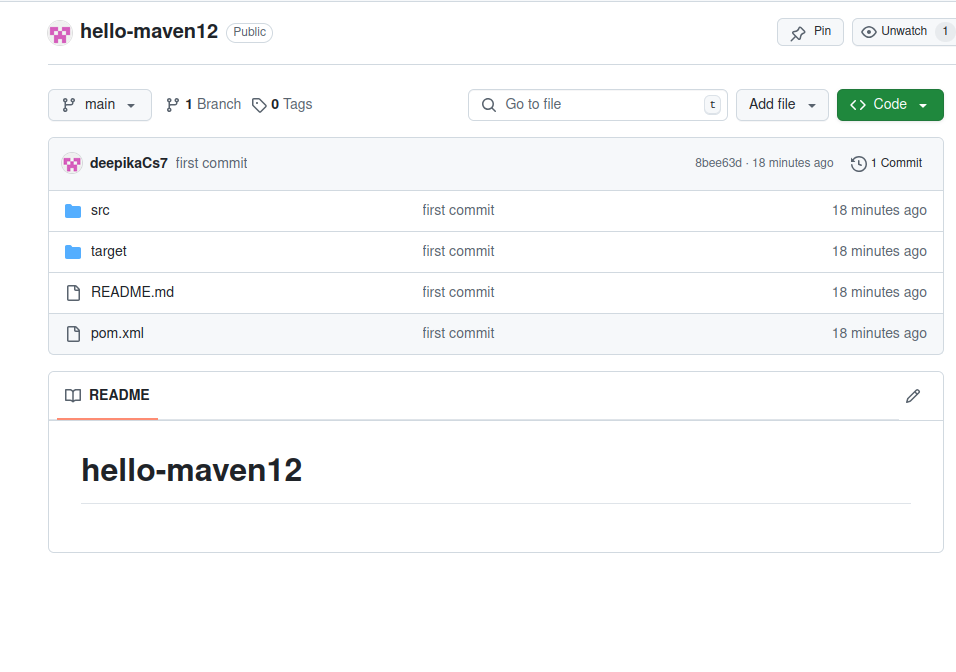 hello-maven12 Public Pin Unwatch 1
main 1 Branch 0 Tags Go to file t Add file Code
deepikaCs7 first commit 8bee63d · 18 minutes ago 1 Commit
src first commit 18 minutes ago
target first commit 18 minutes ago
README.md first commit 18 minutes ago
pom.xml first commit 18 minutes ago
README
hello-maven12